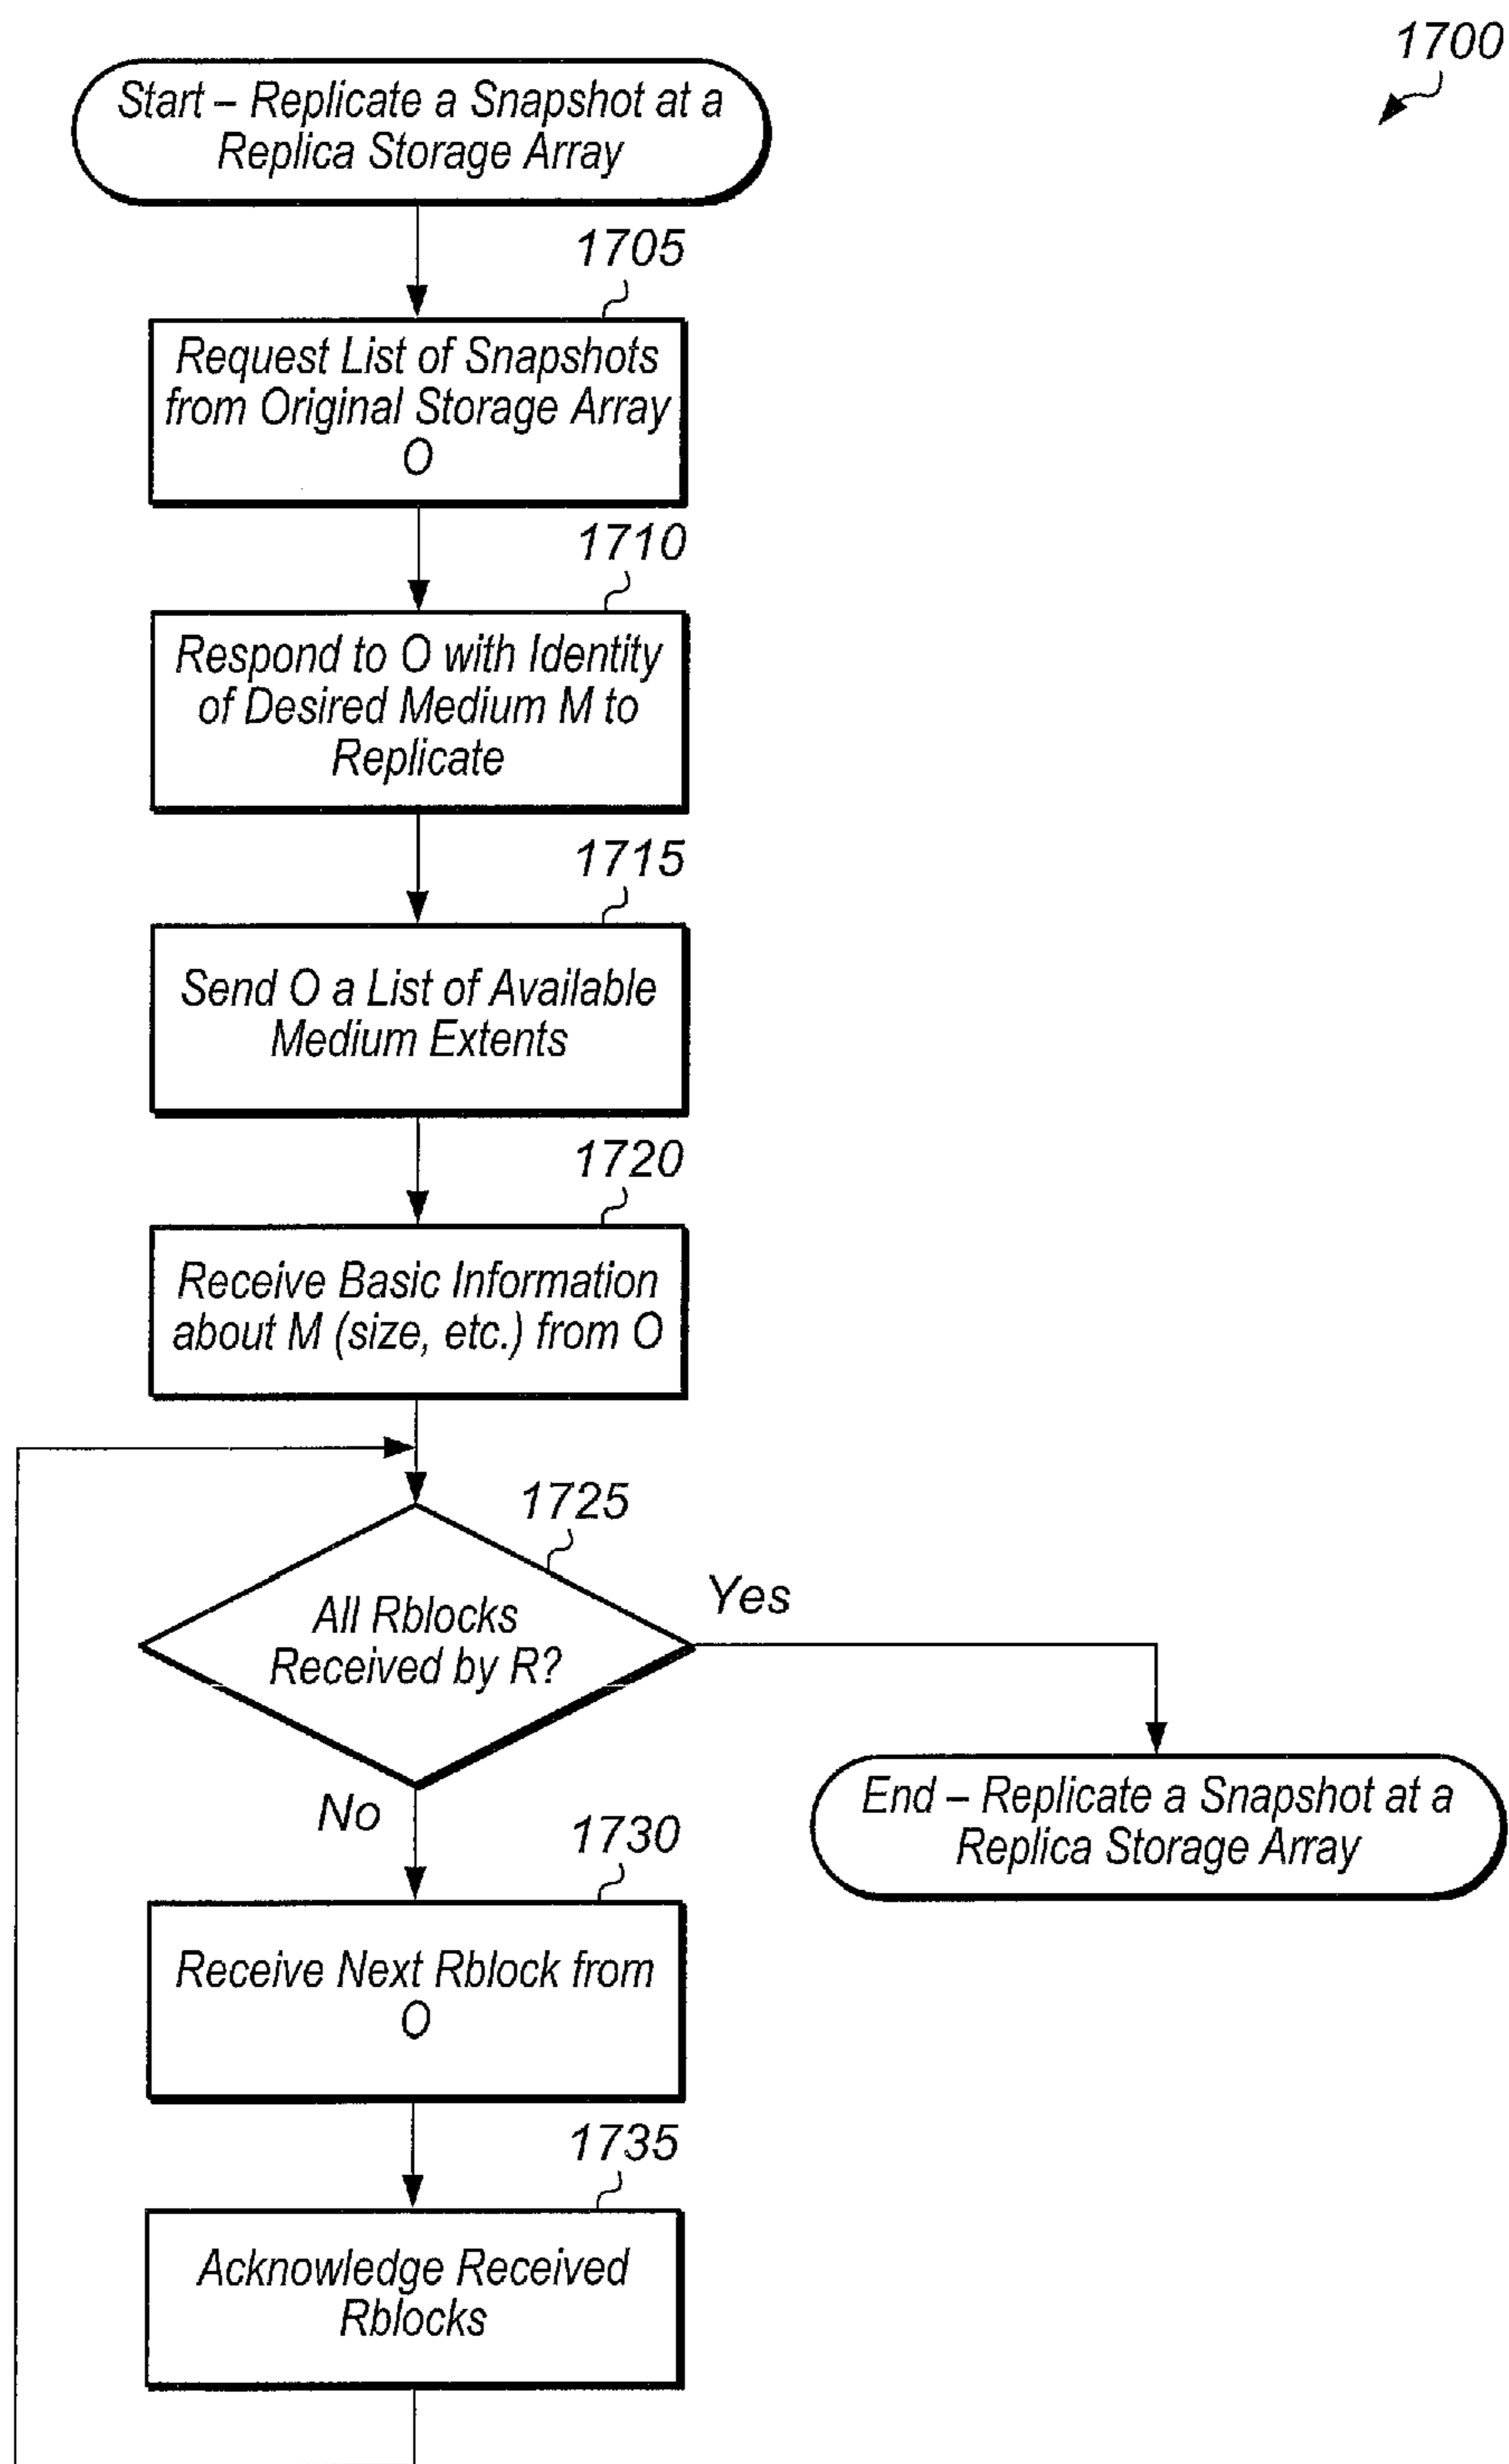 1700
Start – Replicate a Snapshot at a
Replica Storage Array
1705
Request List of Snapshots
from Original Storage Array
O
1710
Respond to O with Identity
of Desired Medium M to
Replicate
1715
Send O a List of Available
Medium Extents
1720
Receive Basic Information
about M (size, etc.) from O
1725
All Rblocks
Received by R?
Yes
End – Replicate a Snapshot at a
Replica Storage Array
No
1730
Receive Next Rblock from
O
1735
Acknowledge Received
Rblocks